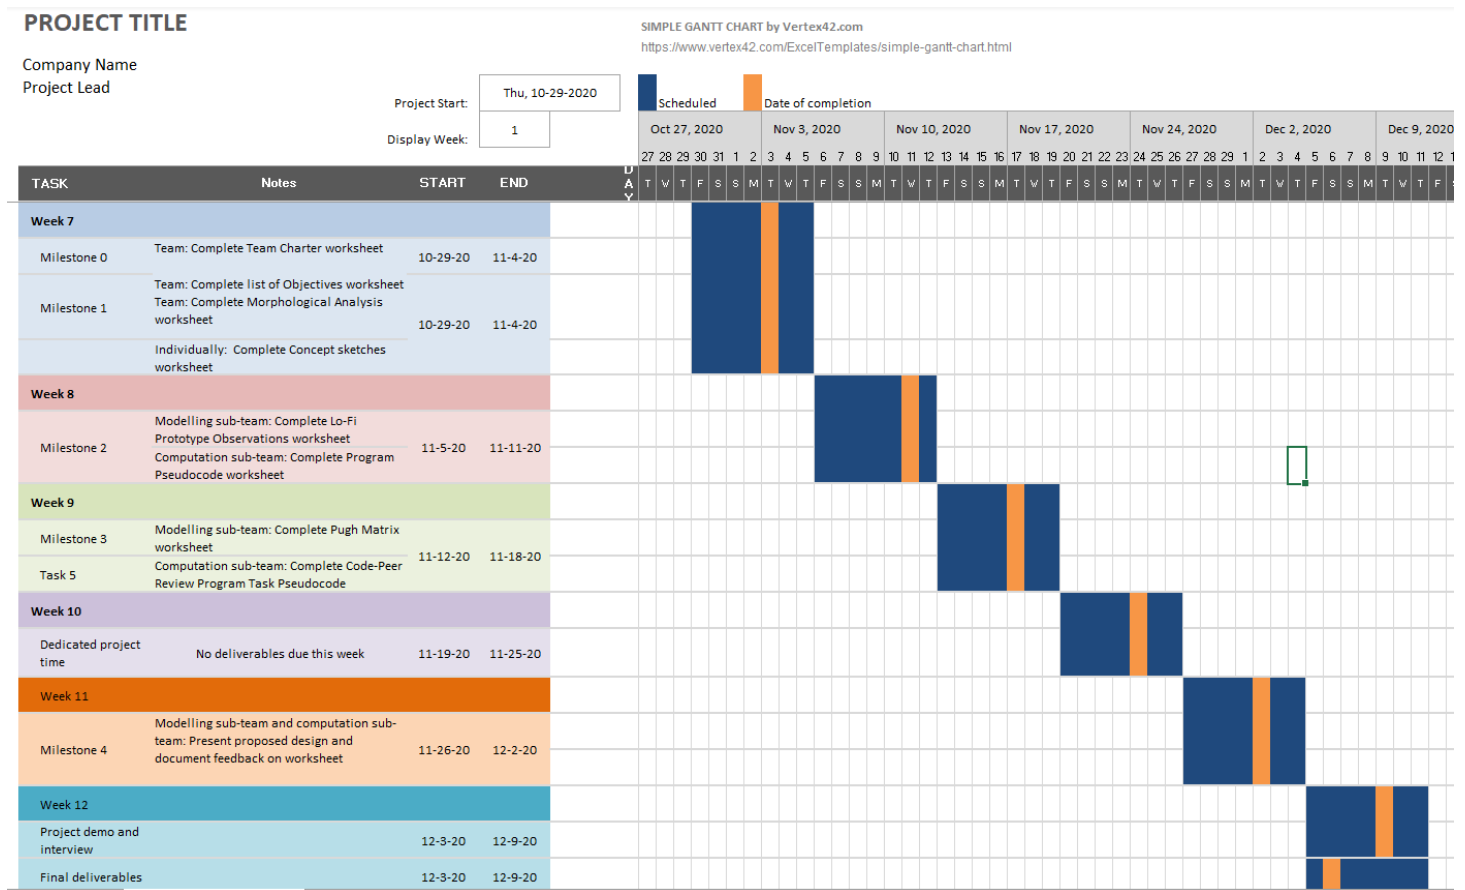 PROJECT TITLE
SIMPLE GANTT CHART by Vertex42.com
https://www.vertex42.com/ExcelTemplates/simple-gantt-chart.html
Company Name
Project Lead
Project Start: Thu, 10-29-2020
Scheduled Date of completion
Display Week: 1
Oct 27, 2020 Nov 3, 2020 Nov 10, 2020 Nov 17, 2020 Nov 24, 2020 Dec 2, 2020 Dec 9, 2020
27 28 29 30 31 1 2 3 4 5 6 7 8 9 10 11 12 13 14 15 16 17 18 19 20 21 22 23 24 25 26 27 28 29 1 2 3 4 5 6 7 8 9 10 11 12 1
TASK Notes START END DAY T W T F S S M T W T F S S M T W T F S S M T W T F S S M T W T F S S M T W T F S S M T W T F S
Week 7
Milestone 0 Team: Complete Team Charter worksheet 10-29-20 11-4-20
Milestone 1
Team: Complete list of Objectives worksheet
Team: Complete Morphological Analysis
worksheet
10-29-20 11-4-20
Individually: Complete Concept sketches
worksheet
Week 8
Milestone 2
Modelling sub-team: Complete Lo-Fi
Prototype Observations worksheet
Computation sub-team: Complete Program
Pseudocode worksheet
11-5-20 11-11-20
Week 9
Milestone 3
Modelling sub-team: Complete Pugh Matrix
worksheet
11-12-20 11-18-20
Task 5
Computation sub-team: Complete Code-Peer
Review Program Task Pseudocode
Week 10
Dedicated project
time
No deliverables due this week 11-19-20 11-25-20
Week 11
Milestone 4
Modelling sub-team and computation sub-
team: Present proposed design and
document feedback on worksheet
11-26-20 12-2-20
Week 12
Project demo and
interview
12-3-20 12-9-20
Final deliverables 12-3-20 12-9-20